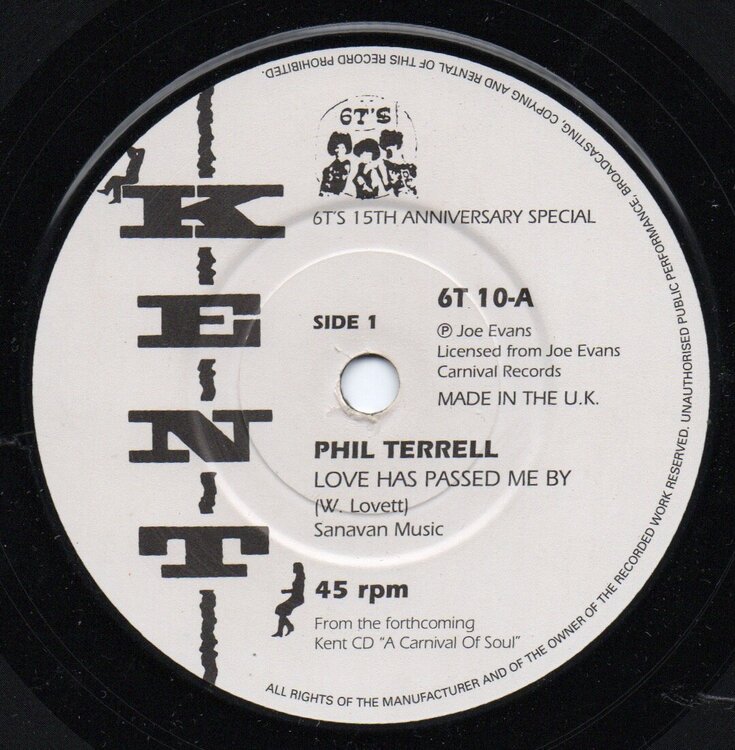 6T'S
6T'S 15TH ANNIVERSARY SPECIAL
KENT
SIDE 1
6T 10-A
℗ Joe Evans
Licensed from Joe Evans
Carnival Records
MADE IN THE U.K.
PHIL TERRELL
LOVE HAS PASSED ME BY
(W. Lovett)
Sanavan Music
45 rpm
From the forthcoming
Kent CD "A Carnival Of Soul"
ALL RIGHTS OF THE MANUFACTURER AND OF THE OWNER OF THE RECORDED WORK RESERVED. UNAUTHORISED PUBLIC PERFORMANCE, BROADCASTING, COPYING AND RENTAL OF THIS RECORD PROHIBITED.